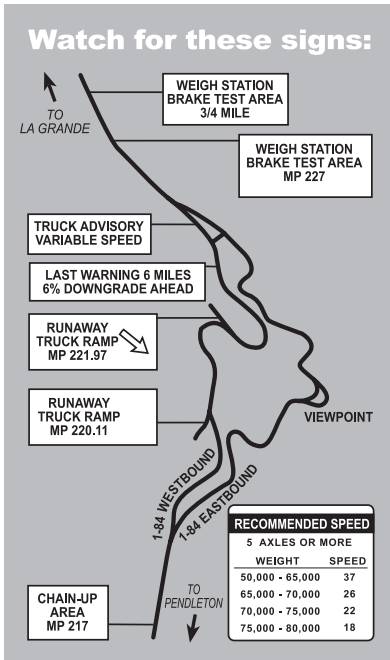 Watch for these signs:
TO
LA GRANDE
WEIGH STATION
BRAKE TEST AREA
3/4 MILE
WEIGH STATION
BRAKE TEST AREA
MP 227
TRUCK ADVISORY
VARIABLE SPEED
LAST WARNING 6 MILES
6% DOWNGRADE AHEAD
RUNAWAY
TRUCK RAMP
MP 221.97
RUNAWAY
TRUCK RAMP
MP 220.11
VIEWPOINT
1-84 WESTBOUND
1-84 EASTBOUND
CHAIN-UP
AREA
MP 217
TO
PENDLETON
RECOMMENDED SPEED
5 AXLES OR MORE
WEIGHT SPEED
50,000 - 65,000 37
65,000 - 70,000 26
70,000 - 75,000 22
75,000 - 80,000 18